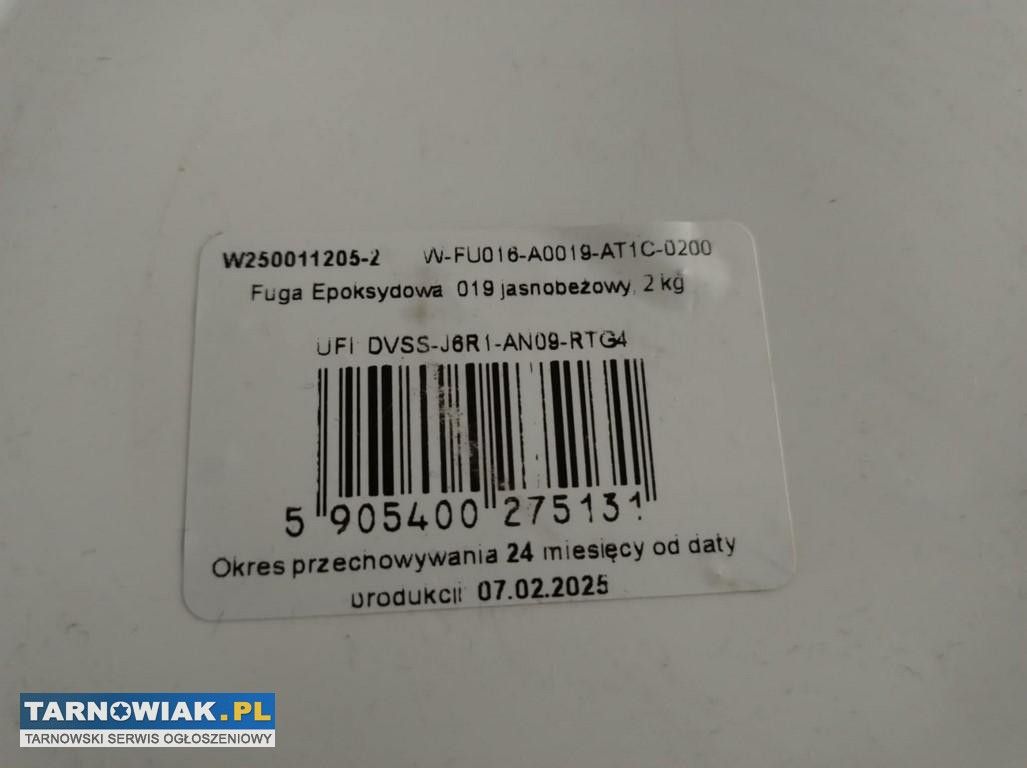 W250011205-2 W-FU016-A0019-AT1C-0200
Fuga Epoksydowa 019 jasnobeżowy, 2 kg
UFI DVSS-J6R1-AN09-RTG4
5 905400 275131
Okres przechowywania 24 miesięcy od daty
produkcji 07.02.2025
TARNOWIAK.PL
TARNOWSKI SERWIS OGŁOSZENIOWY